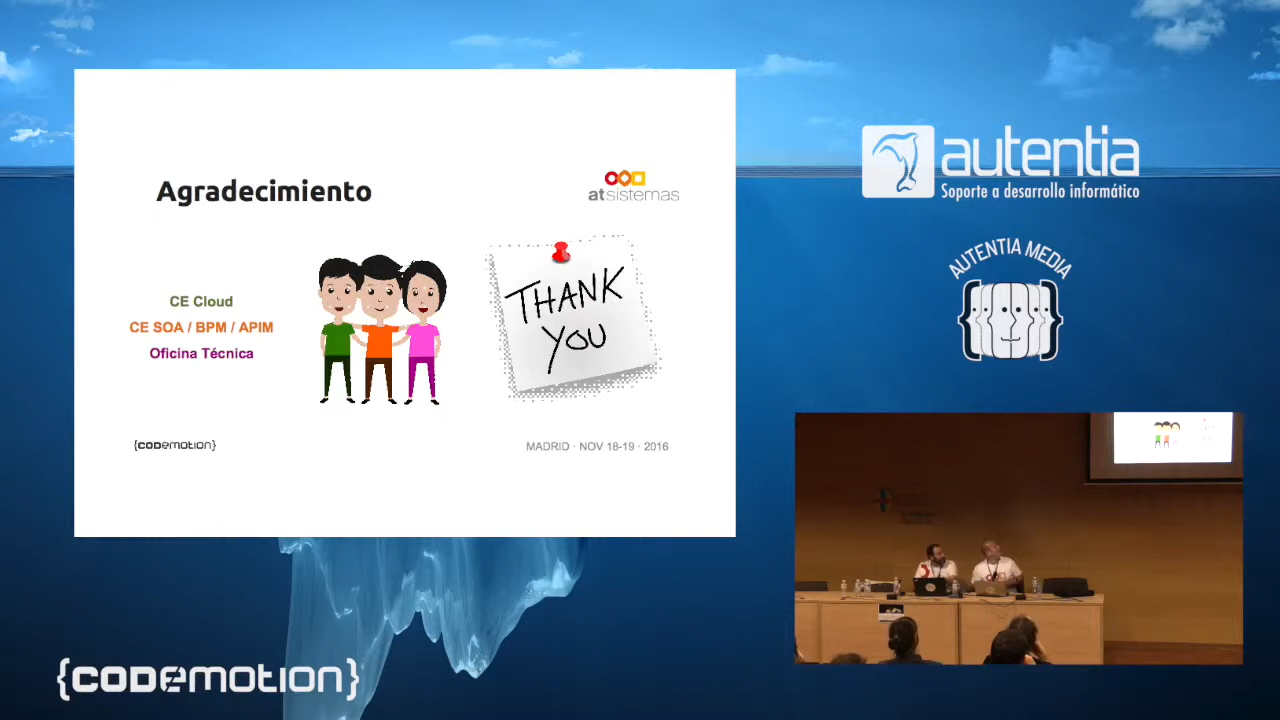 Agradecimiento
atsistemas
CE Cloud
CE SOA / BPM / APIM
Oficina Técnica
THANK
YOU
{CODEMOTION}
MADRID · NOV 18-19 · 2016
autentia
Soporte a desarrollo informático
AUTENTIA MEDIA
{CODEMOTION}